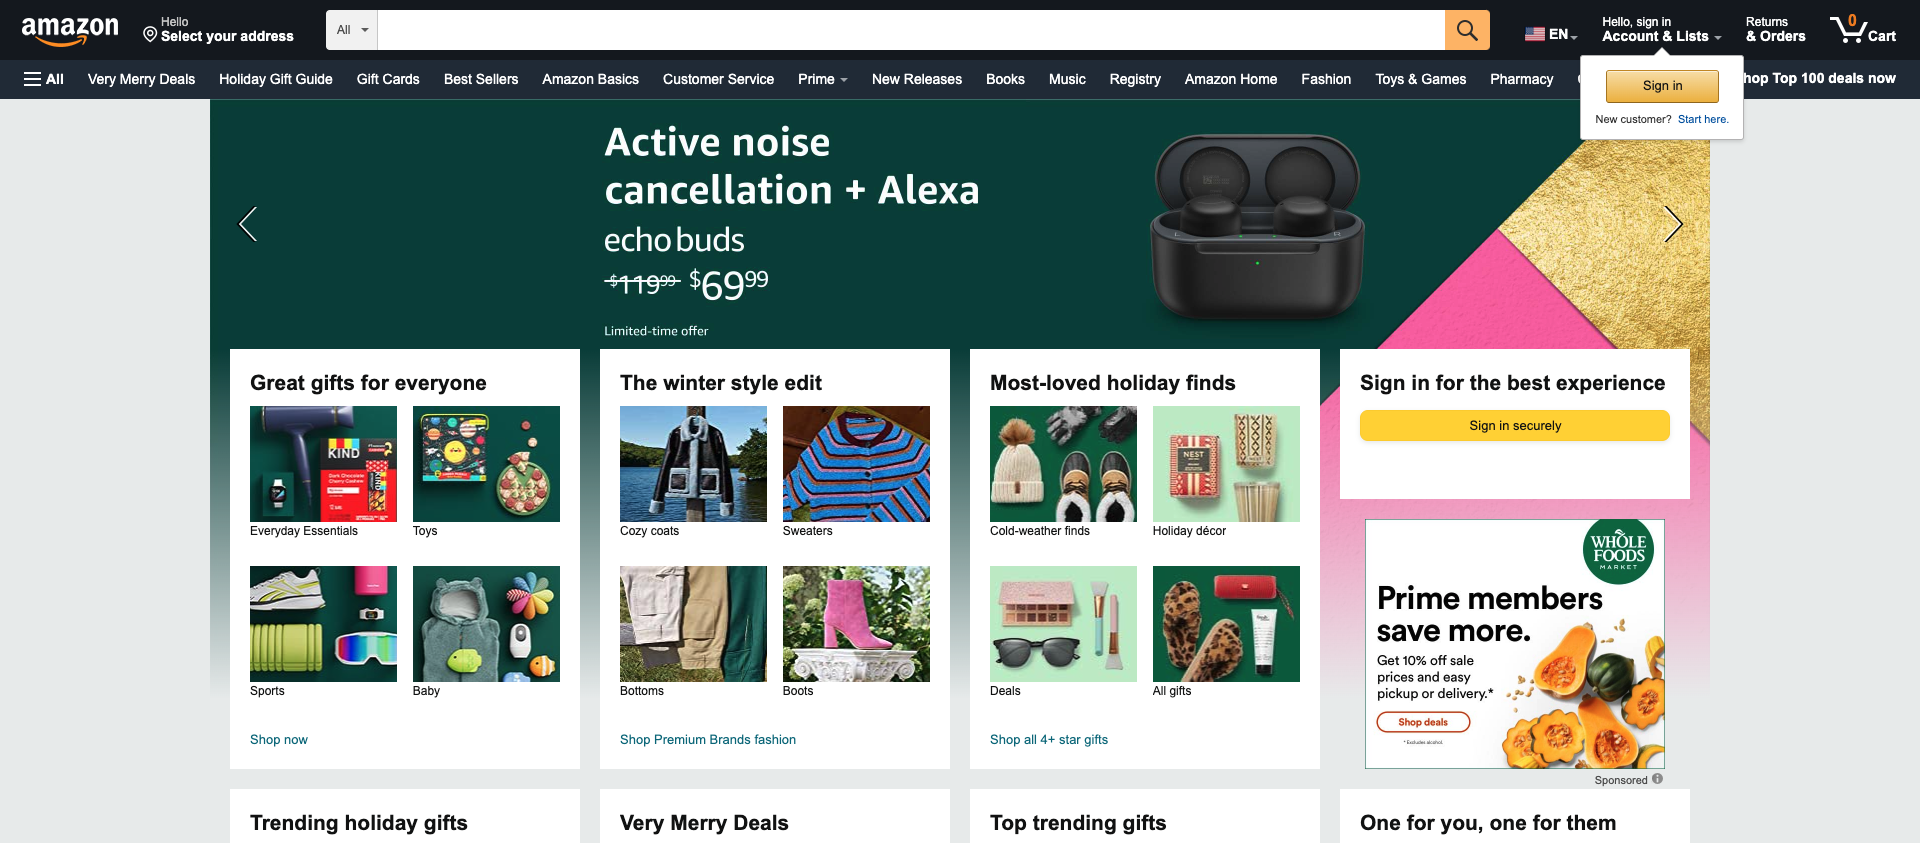 amazon
Hello
Select your address
All
EN
Hello, sign in
Account & Lists
Returns
& Orders
0
Cart
All
Very Merry Deals
Holiday Gift Guide
Gift Cards
Best Sellers
Amazon Basics
Customer Service
Prime
New Releases
Books
Music
Registry
Amazon Home
Fashion
Toys & Games
Pharmacy
hop Top 100 deals now
Sign in
New customer? Start here.
Active noise
cancellation + Alexa
echo buds
$119.99 $69.99
Limited-time offer
L
R
Great gifts for everyone
KIND
Dark Chocolate
Cherry Cashew
Everyday Essentials
Toys
Sports
Baby
Shop now
The winter style edit
Cozy coats
Sweaters
Bottoms
Boots
Shop Premium Brands fashion
Most-loved holiday finds
NEST
Cold-weather finds
Holiday décor
Deals
All gifts
Shop all 4+ star gifts
Sign in for the best experience
Sign in securely
WHOLE
FOODS
MARKET
Prime members
save more.
Get 10% off sale
prices and easy
pickup or delivery.*
Shop deals
* Excludes alcohol.
Sponsored
Trending holiday gifts
Very Merry Deals
Top trending gifts
One for you, one for them